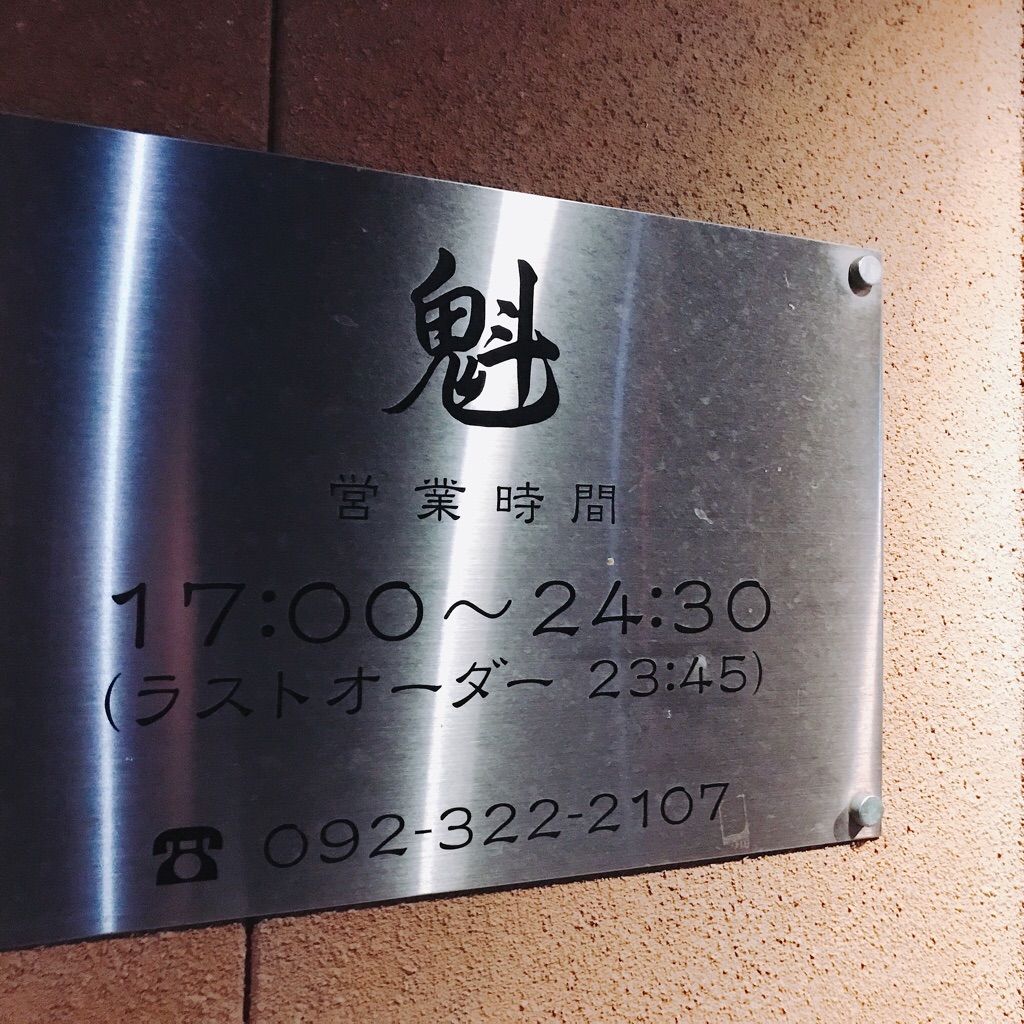 魁
営業時間
17:00～24:30
(ラストオーダー 23:45)
☎ 092-322-2107